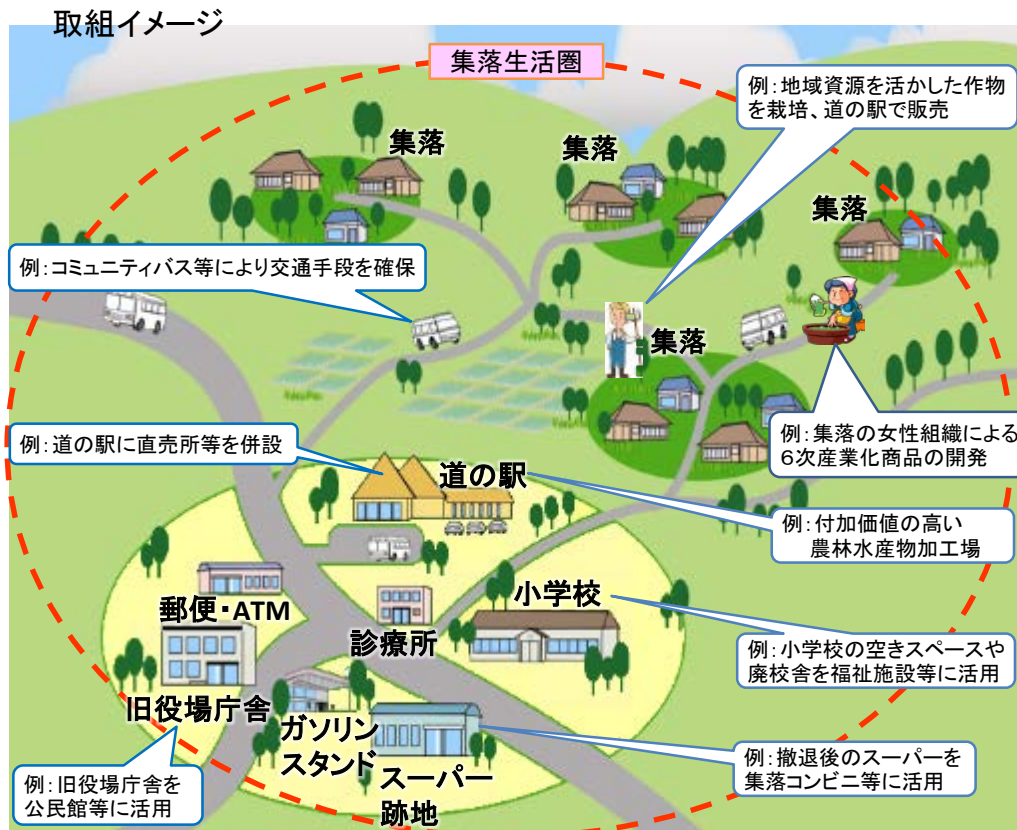 取組イメージ
集落生活圏
例：地域資源を活かした作物
を栽培、道の駅で販売
集落
集落
集落
例：コミュニティバス等により交通手段を確保
集落
例：道の駅に直売所等を併設
例：集落の女性組織による
６次産業化商品の開発
道の駅
例：付加価値の高い
農林水産物加工場
郵便・ATM
小学校
診療所
例：小学校の空きスペースや
廃校舎を福祉施設等に活用
旧役場庁舎
ガソリン
スタンド
スーパー
跡地
例：撤退後のスーパーを
集落コンビニ等に活用
例：旧役場庁舎を
公民館等に活用